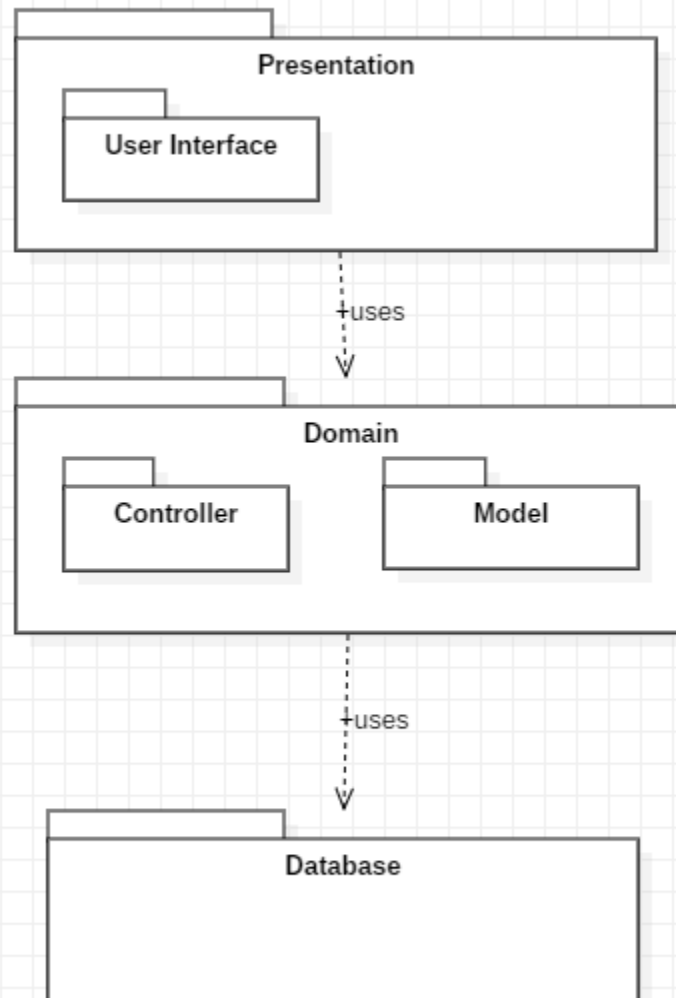 Presentation
User Interface
+uses
Domain
Controller
Model
+uses
Database